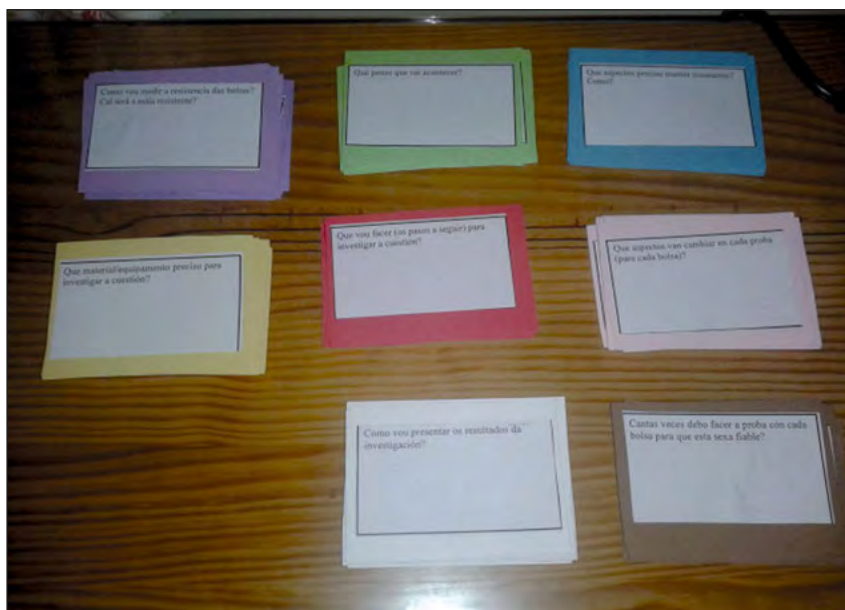 Como vou medir a resistencia das bolsas?
Cal será a máis resistente?
Que penso que vai acontecer?
Que aspectos preciso manter constantes?
Como?
Que material/equipamento preciso para
investigar a cuestión?
Que vou facer (os pasos a seguir) para
investigar a cuestión?
Que aspectos van cambiar en cada proba
(para cada bolsa)?
Como vou presentar os resultados da
investigación?
Cantas veces debo facer a proba con cada
bolsa para que esta sexa fiable?